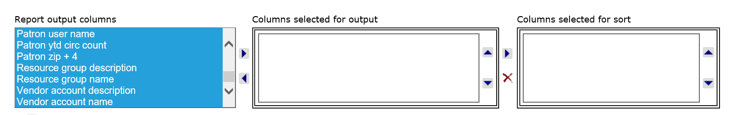 Report output columns
Patron user name
Patron ytd circ count
Patron zip + 4
Resource group description
Resource group name
Vendor account description
Vendor account name
Columns selected for output
Columns selected for sort